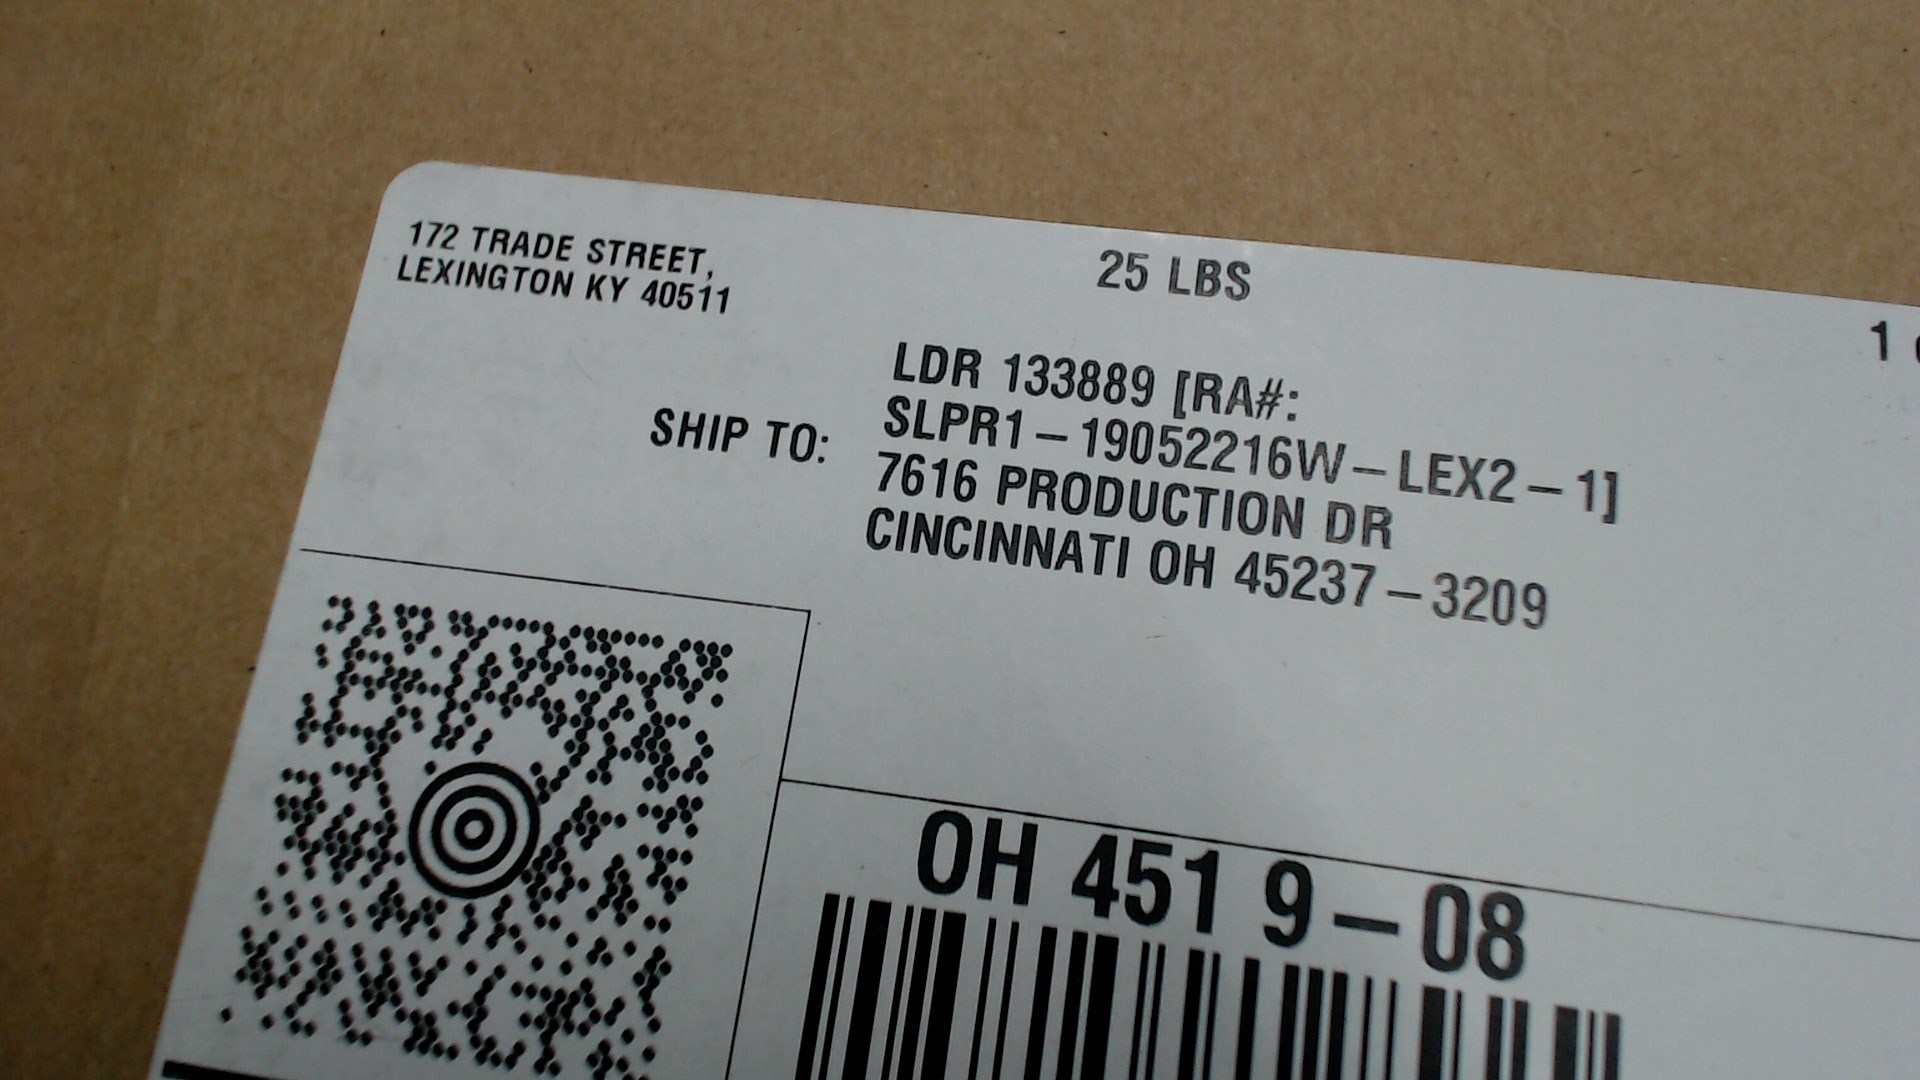 172 TRADE STREET,
LEXINGTON KY 40511
25 LBS
1
SHIP TO:
LDR 133889 [RA#:
SLPR1-19052216W-LEX2-1]
7616 PRODUCTION DR
CINCINNATI OH 45237-3209
OH 451 9-08